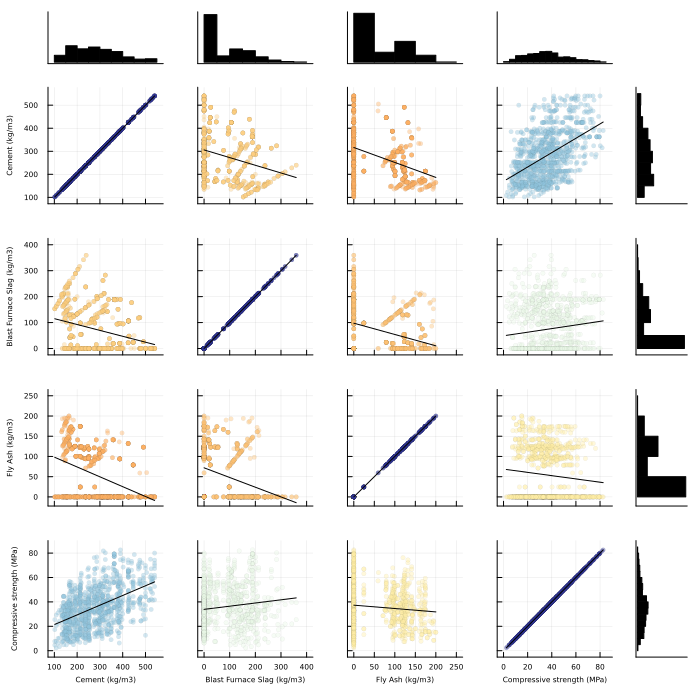 Cement (kg/m3)
500
400
300
200
100
Blast Furnace Slag (kg/m3)
400
300
200
100
0
Fly Ash (kg/m3)
250
200
150
100
50
0
Compressive strength (MPa)
80
60
40
20
0
100 200 300 400 500
0 100 200 300 400
0 50 100 150 200 250
0 20 40 60 80
Cement (kg/m3)
Blast Furnace Slag (kg/m3)
Fly Ash (kg/m3)
Compressive strength (MPa)